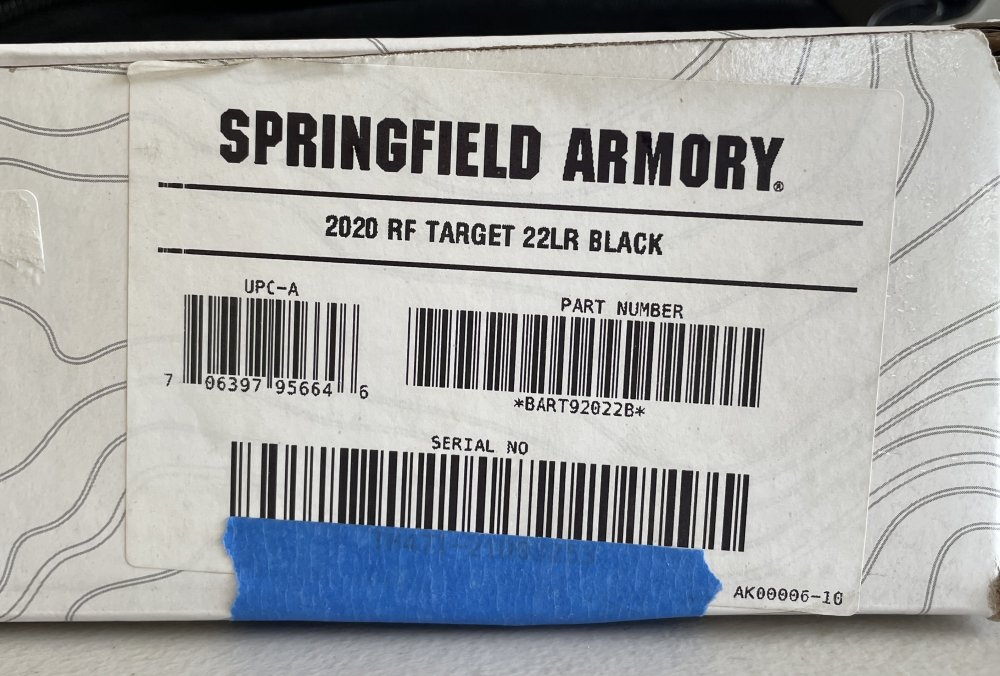 SPRINGFIELD ARMORY®
2020 RF TARGET 22LR BLACK
UPC-A
7 06397 95664 6
PART NUMBER
*BART92022B*
SERIAL NO
AK00006-10